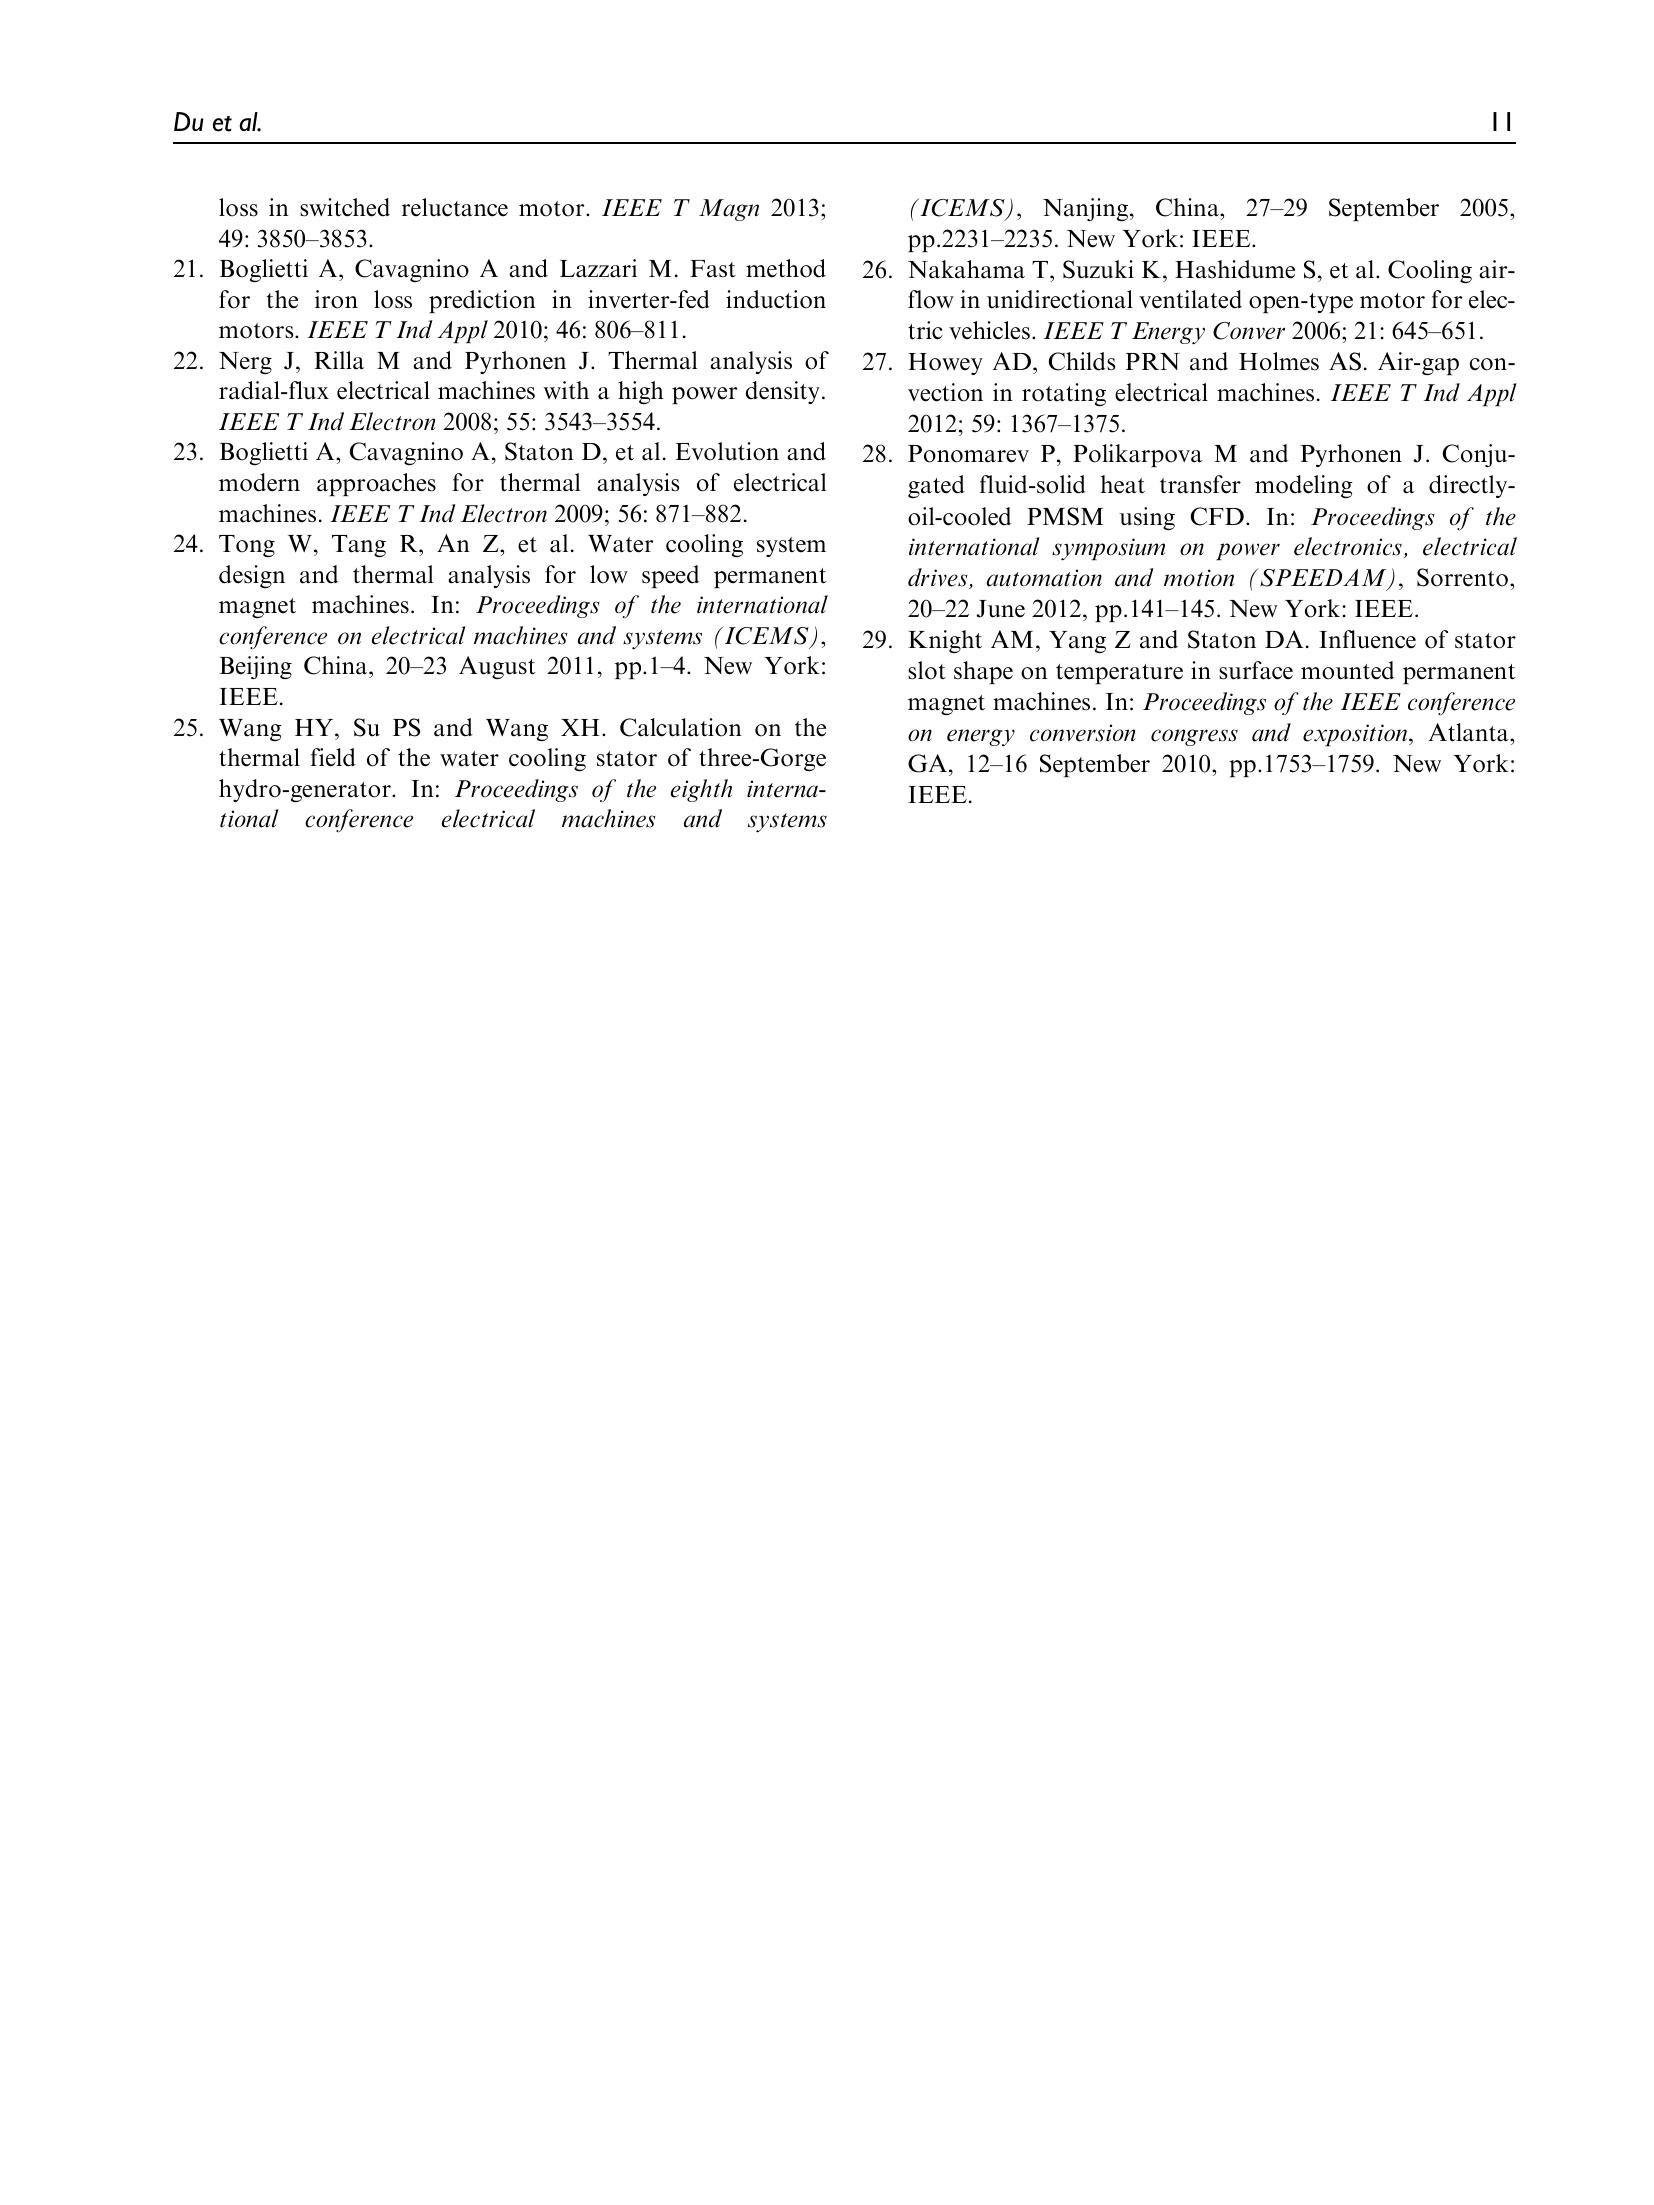 Du et al.
11
loss in switched reluctance motor. IEEE T Magn 2013;
49: 3850–3853.
21. Boglietti A, Cavagnino A and Lazzari M. Fast method
for the iron loss prediction in inverter-fed induction
motors. IEEE T Ind Appl 2010; 46: 806–811.
22. Nerg J, Rilla M and Pyrhonen J. Thermal analysis of
radial-flux electrical machines with a high power density.
IEEE T Ind Electron 2008; 55: 3543–3554.
23. Boglietti A, Cavagnino A, Staton D, et al. Evolution and
modern approaches for thermal analysis of electrical
machines. IEEE T Ind Electron 2009; 56: 871–882.
24. Tong W, Tang R, An Z, et al. Water cooling system
design and thermal analysis for low speed permanent
magnet machines. In: Proceedings of the international
conference on electrical machines and systems (ICEMS),
Beijing China, 20–23 August 2011, pp.1–4. New York:
IEEE.
25. Wang HY, Su PS and Wang XH. Calculation on the
thermal field of the water cooling stator of three-Gorge
hydro-generator. In: Proceedings of the eighth interna-
tional conference electrical machines and systems
(ICEMS), Nanjing, China, 27–29 September 2005,
pp.2231–2235. New York: IEEE.
26. Nakahama T, Suzuki K, Hashidume S, et al. Cooling air-
flow in unidirectional ventilated open-type motor for elec-
tric vehicles. IEEE T Energy Conver 2006; 21: 645–651.
27. Howey AD, Childs PRN and Holmes AS. Air-gap con-
vection in rotating electrical machines. IEEE T Ind Appl
2012; 59: 1367–1375.
28. Ponomarev P, Polikarpova M and Pyrhonen J. Conju-
gated fluid-solid heat transfer modeling of a directly-
oil-cooled PMSM using CFD. In: Proceedings of the
international symposium on power electronics, electrical
drives, automation and motion (SPEEDAM), Sorrento,
20–22 June 2012, pp.141–145. New York: IEEE.
29. Knight AM, Yang Z and Staton DA. Influence of stator
slot shape on temperature in surface mounted permanent
magnet machines. In: Proceedings of the IEEE conference
on energy conversion congress and exposition, Atlanta,
GA, 12–16 September 2010, pp.1753–1759. New York:
IEEE.